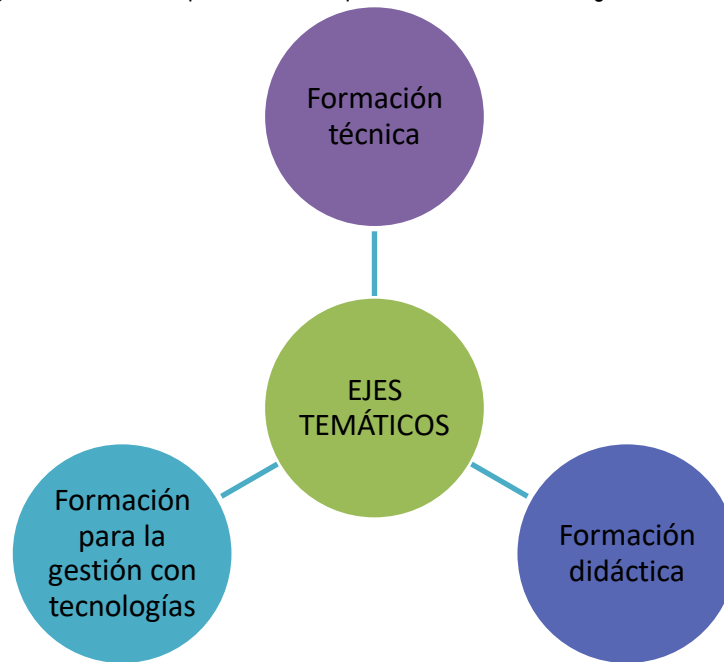 Formación
técnica
EJES
TEMÁTICOS
Formación
para la
gestión con
tecnologías
Formación
didáctica